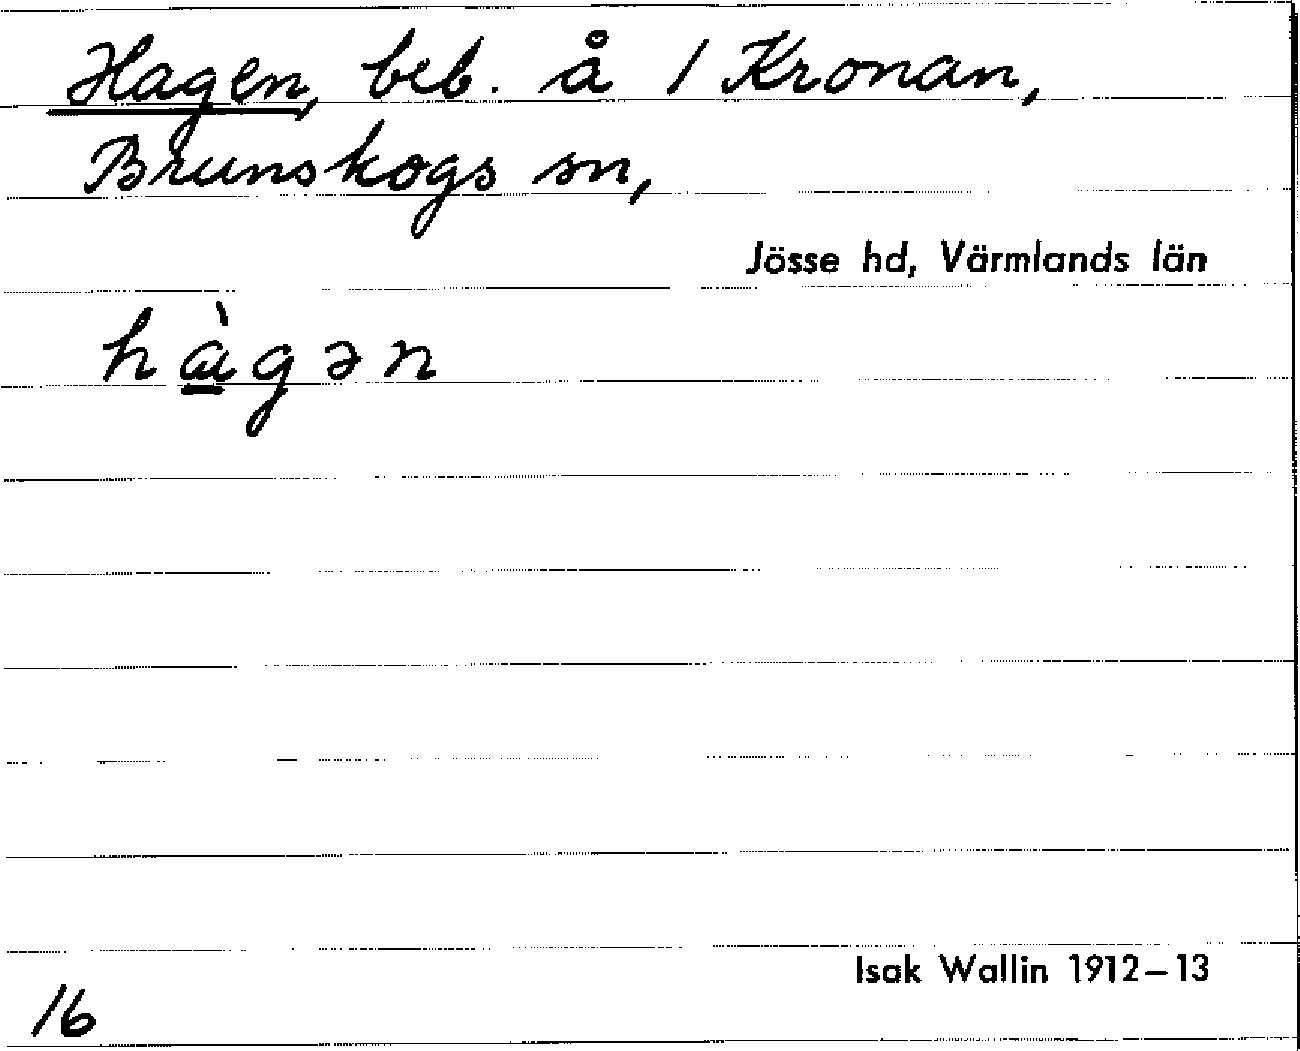 Hagen, beb. å 1 Kronan,
Brunskogs sn,
Jösse hd, Värmlands län
hàgən
Isak Wallin 1912–13
16